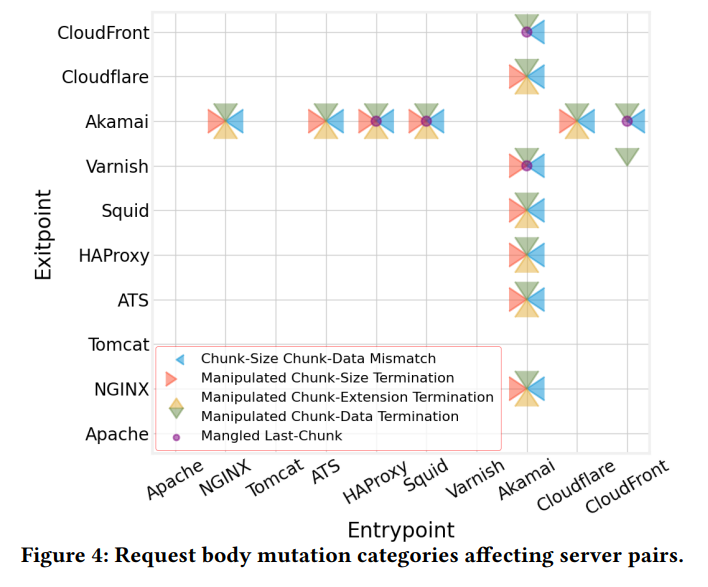 CloudFront
Cloudflare
Akamai
Varnish
Squid
HAProxy
ATS
Tomcat
NGINX
Apache
Exitpoint
Chunk-Size Chunk-Data Mismatch
Manipulated Chunk-Size Termination
Manipulated Chunk-Extension Termination
Manipulated Chunk-Data Termination
Mangled Last-Chunk
Apache
NGINX
Tomcat
ATS
HAProxy
Squid
Varnish
Akamai
Cloudflare
CloudFront
Entrypoint
Figure 4: Request body mutation categories affecting server pairs.